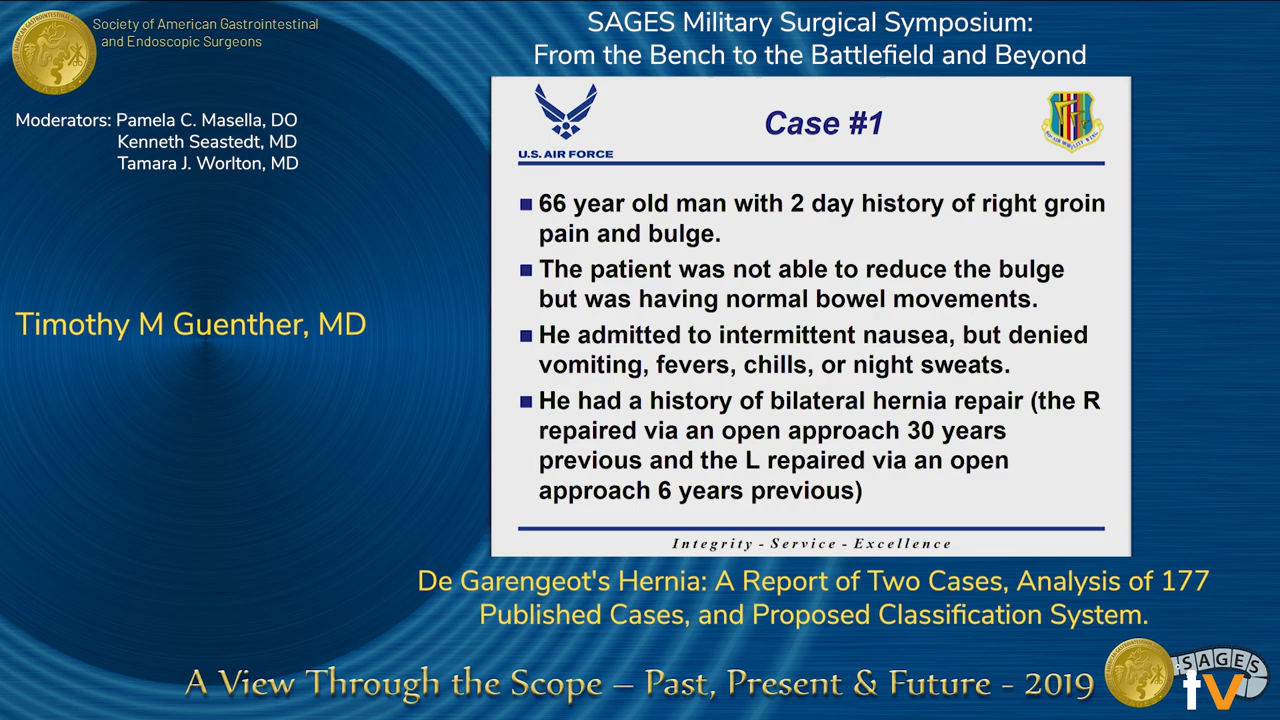 Society of American Gastrointestinal
and Endoscopic Surgeons
SAGES Military Surgical Symposium:
From the Bench to the Battlefield and Beyond
Moderators: Pamela C. Masella, DO
Kenneth Seastedt, MD
Tamara J. Worlton, MD
Timothy M Guenther, MD
U.S. AIR FORCE
Case #1
66 year old man with 2 day history of right groin
pain and bulge.
The patient was not able to reduce the bulge
but was having normal bowel movements.
He admitted to intermittent nausea, but denied
vomiting, fevers, chills, or night sweats.
He had a history of bilateral hernia repair (the R
repaired via an open approach 30 years
previous and the L repaired via an open
approach 6 years previous)
Integrity - Service - Excellence
De Garengeot's Hernia: A Report of Two Cases, Analysis of 177
Published Cases, and Proposed Classification System.
A View Through the Scope – Past, Present & Future - 2019
SAGES
tv